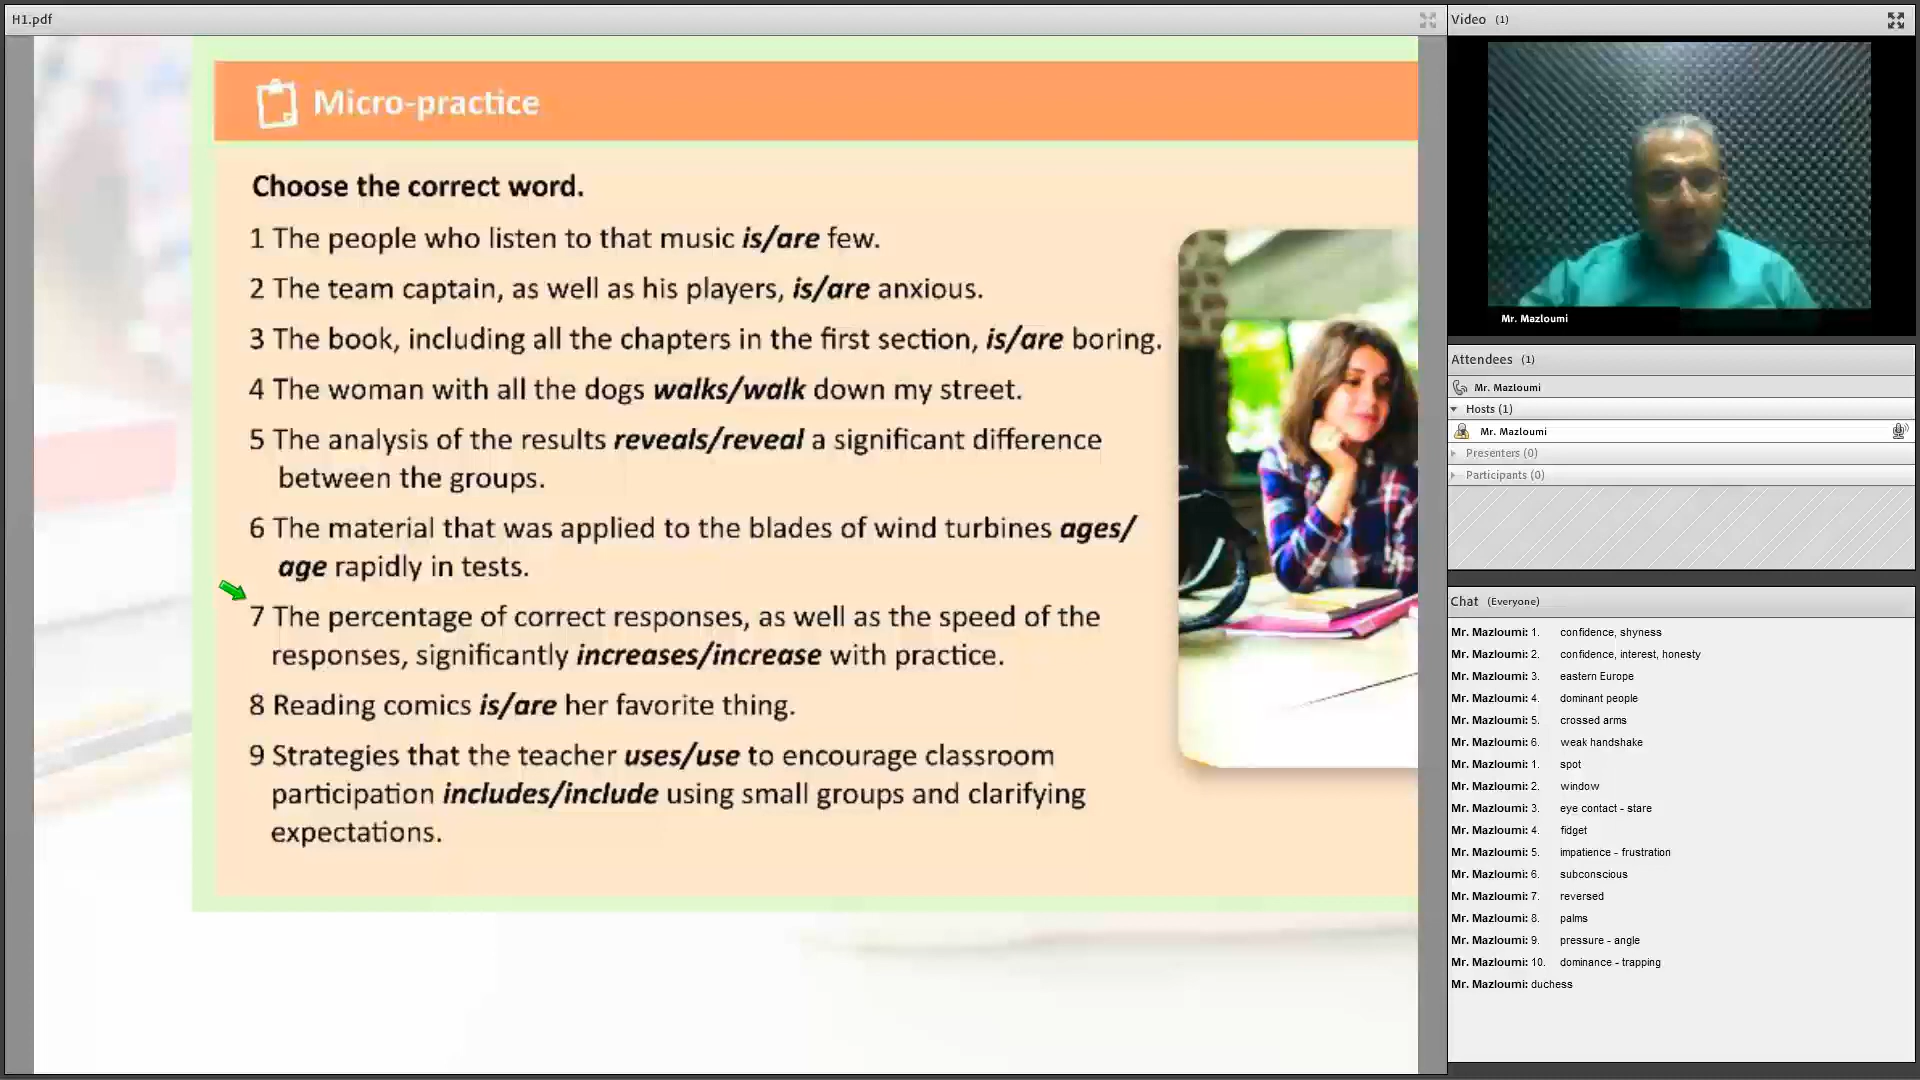 H1.pdf
Micro-practice
Choose the correct word.
1 The people who listen to that music is/are few.
2 The team captain, as well as his players, is/are anxious.
3 The book, including all the chapters in the first section, is/are boring.
4 The woman with all the dogs walks/walk down my street.
5 The analysis of the results reveals/reveal a significant difference
between the groups.
6 The material that was applied to the blades of wind turbines ages/
age rapidly in tests.
7 The percentage of correct responses, as well as the speed of the
responses, significantly increases/increase with practice.
8 Reading comics is/are her favorite thing.
9 Strategies that the teacher uses/use to encourage classroom
participation includes/include using small groups and clarifying
expectations.
Video (1)
Mr. Mazloumi
Attendees (1)
Mr. Mazloumi
Hosts (1)
Mr. Mazloumi
Presenters (0)
Participants (0)
Chat (Everyone)
Mr. Mazloumi: 1. confidence, shyness
Mr. Mazloumi: 2. confidence, interest, honesty
Mr. Mazloumi: 3. eastern Europe
Mr. Mazloumi: 4. dominant people
Mr. Mazloumi: 5. crossed arms
Mr. Mazloumi: 6. weak handshake
Mr. Mazloumi: 1. spot
Mr. Mazloumi: 2. window
Mr. Mazloumi: 3. eye contact - stare
Mr. Mazloumi: 4. fidget
Mr. Mazloumi: 5. impatience - frustration
Mr. Mazloumi: 6. subconscious
Mr. Mazloumi: 7. reversed
Mr. Mazloumi: 8. palms
Mr. Mazloumi: 9. pressure - angle
Mr. Mazloumi: 10. dominance - trapping
Mr. Mazloumi: duchess